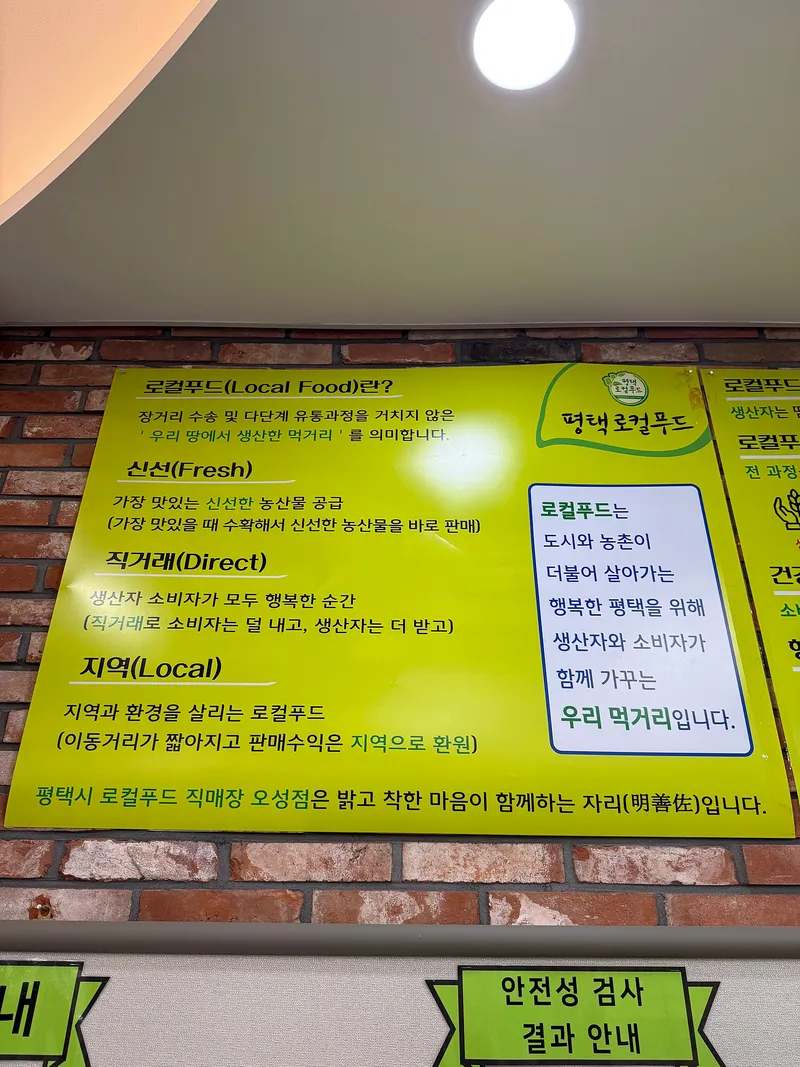 로컬푸드(Local Food)란?
장거리 수송 및 다단계 유통과정을 거치지 않은
' 우리 땅에서 생산한 먹거리 ' 를 의미합니다.
신선(Fresh)
가장 맛있는 신선한 농산물 공급
(가장 맛있을 때 수확해서 신선한 농산물을 바로 판매)
직거래(Direct)
생산자 소비자가 모두 행복한 순간
(직거래로 소비자는 덜 내고, 생산자는 더 받고)
지역(Local)
지역과 환경을 살리는 로컬푸드
(이동거리가 짧아지고 판매수익은 지역으로 환원)
평택
로컬푸드
평택 로컬푸드
로컬푸드는
도시와 농촌이
더불어 살아가는
행복한 평택을 위해
생산자와 소비자가
함께 가꾸는
우리 먹거리입니다.
평택시 로컬푸드 직매장 오성점은 밝고 착한 마음이 함께하는 자리(明善佐)입니다.
로컬푸드
생산자는
로컬푸
전 과정
건강
내
안전성 검사
결과 안내